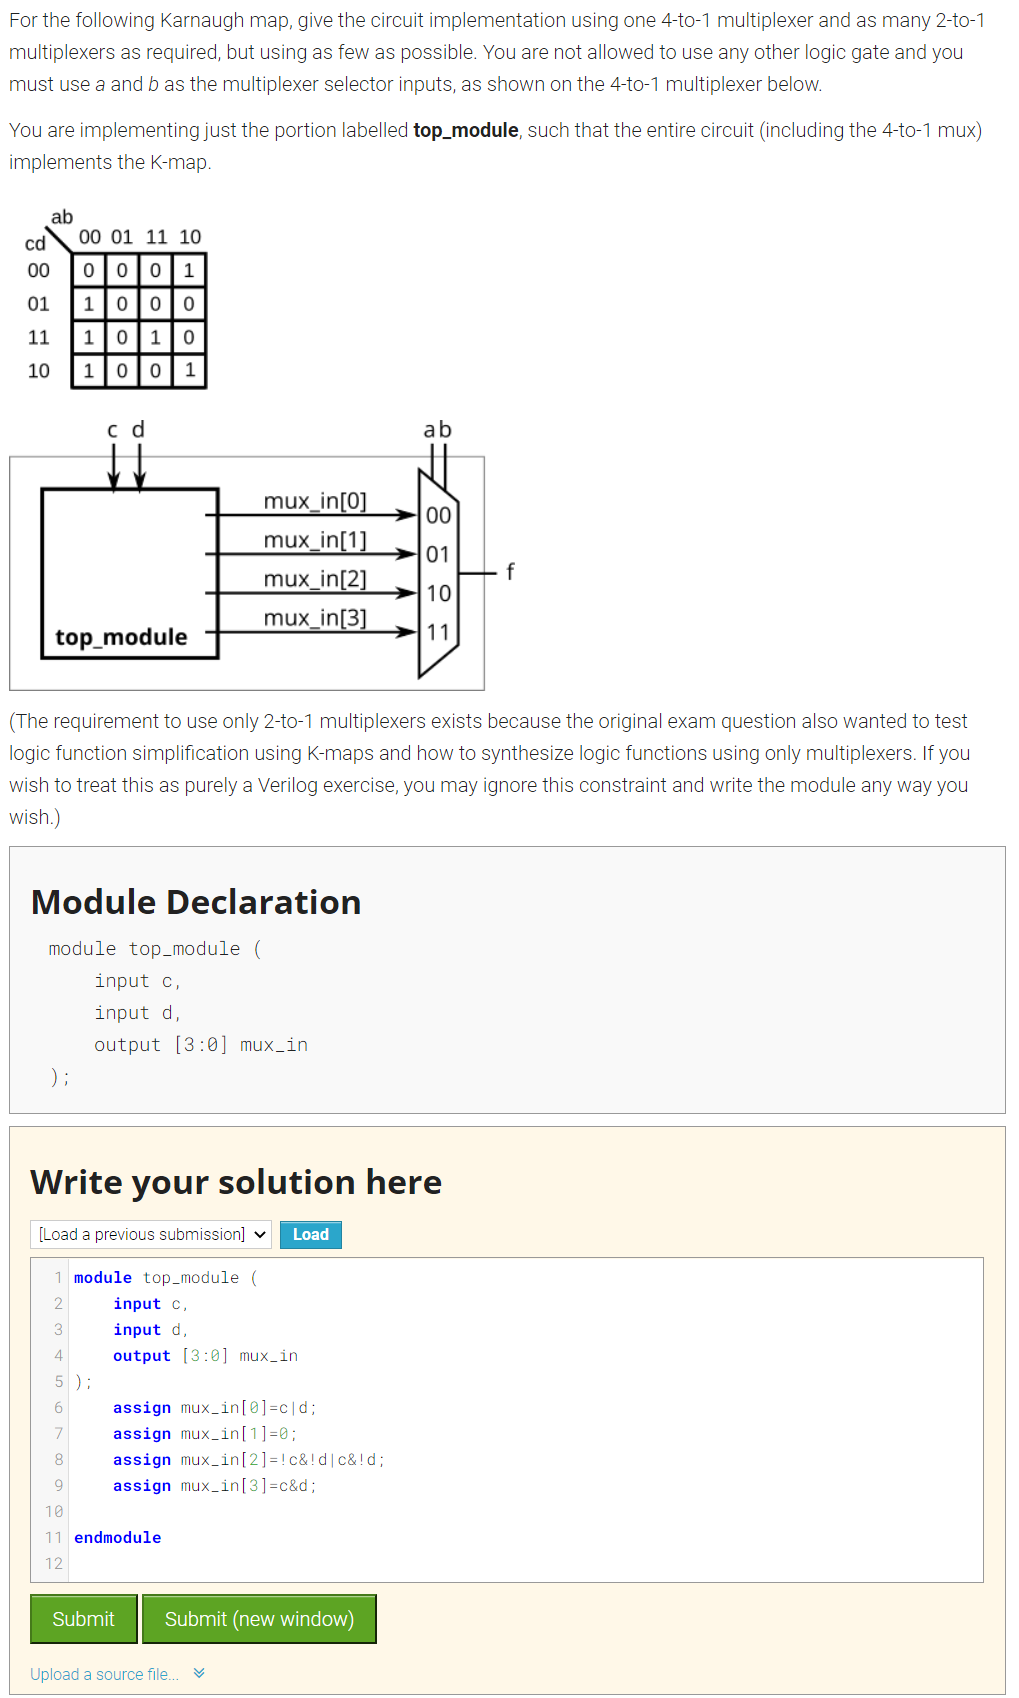 For the following Karnaugh map, give the circuit implementation using one 4-to-1 multiplexer and as many 2-to-1
multiplexers as required, but using as few as possible. You are not allowed to use any other logic gate and you
must use a and b as the multiplexer selector inputs, as shown on the 4-to-1 multiplexer below.
You are implementing just the portion labelled top_module, such that the entire circuit (including the 4-to-1 mux)
implements the K-map.
ab
cd 00 01 11 10
00 0 0 0 1
01 1 0 0 0
11 1 0 1 0
10 1 0 0 1
c d ab
mux_in[0] 00
mux_in[1] 01
f
mux_in[2] 10
mux_in[3] 11
top_module
(The requirement to use only 2-to-1 multiplexers exists because the original exam question also wanted to test
logic function simplification using K-maps and how to synthesize logic functions using only multiplexers. If you
wish to treat this as purely a Verilog exercise, you may ignore this constraint and write the module any way you
wish.)
Module Declaration
module top_module (
input c,
input d,
output [3:0] mux_in
);
Write your solution here
[Load a previous submission] Load
1 module top_module (
2 input c,
3 input d,
4 output [3:0] mux_in
5 );
6 assign mux_in[0]=c|d;
7 assign mux_in[1]=0;
8 assign mux_in[2]=!c&!d|c&!d;
9 assign mux_in[3]=c&d;
10
11 endmodule
12
Submit Submit (new window)
Upload a source file...